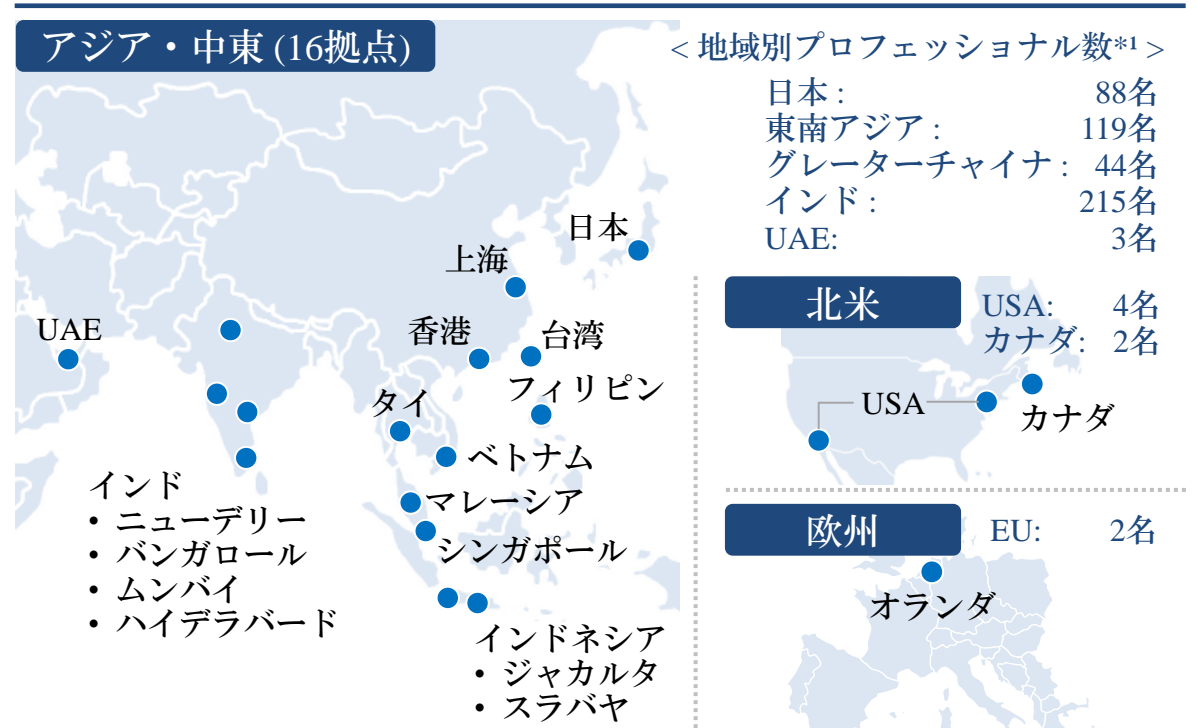 アジア・中東 (16拠点)
< 地域別プロフェッショナル数*1 >
日本 : 88名
東南アジア : 119名
グレーターチャイナ : 44名
インド : 215名
UAE: 3名
日本
上海
UAE
香港
台湾
フィリピン
タイ
ベトナム
マレーシア
シンガポール
インド
• ニューデリー
• バンガロール
• ムンバイ
• ハイデラバード
インドネシア
• ジャカルタ
• スラバヤ
北米
USA: 4名
カナダ: 2名
USA
カナダ
欧州
EU: 2名
オランダ